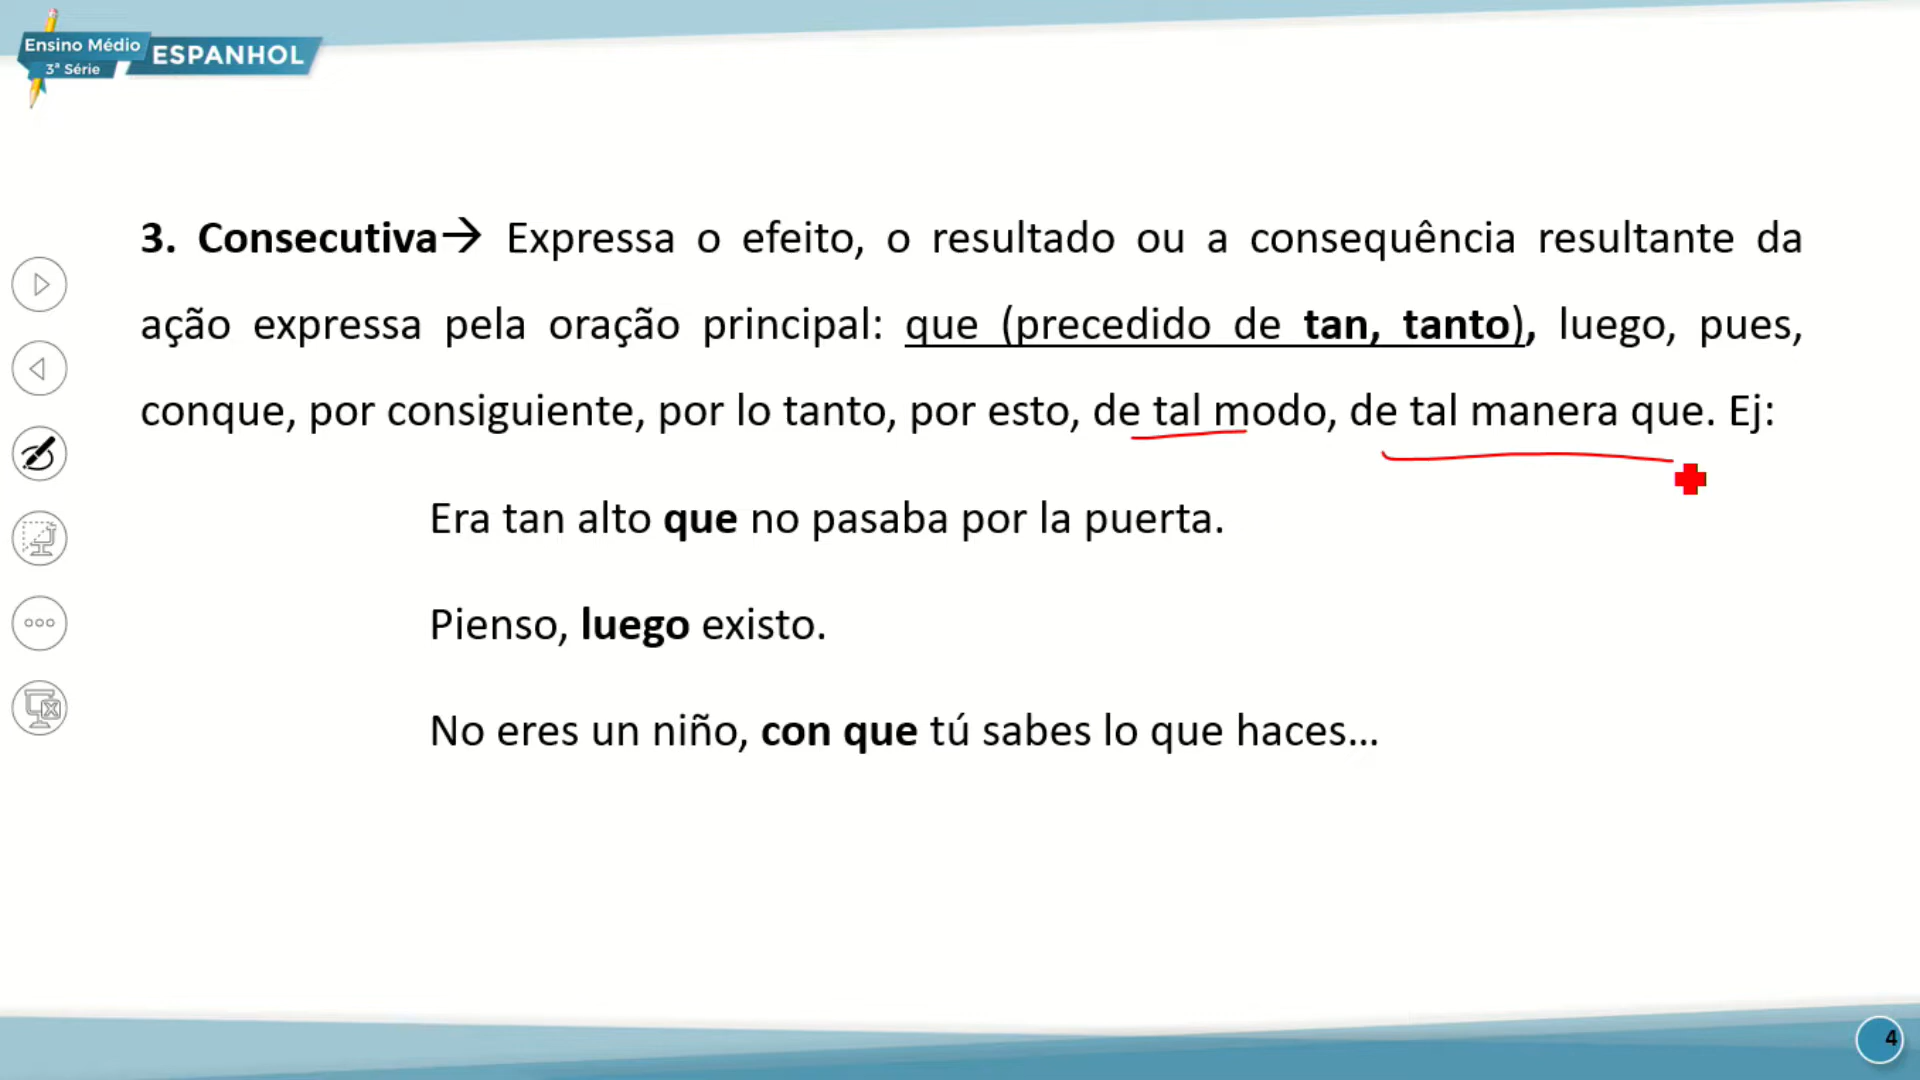 Ensino Médio
3ª Série
ESPANHOL
3. Consecutiva→ Expressa o efeito, o resultado ou a consequência resultante da
ação expressa pela oração principal: que (precedido de tan, tanto), luego, pues,
conque, por consiguiente, por lo tanto, por esto, de tal modo, de tal manera que. Ej:
Era tan alto que no pasaba por la puerta.
Pienso, luego existo.
No eres un niño, con que tú sabes lo que haces...
4